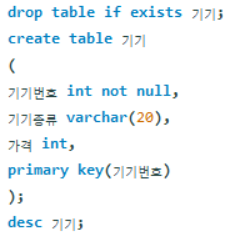 drop table if exists 기기;
create table 기기
(
기기번호 int not null,
기기종류 varchar(20),
가격 int,
primary key(기기번호)
);
desc 기기;